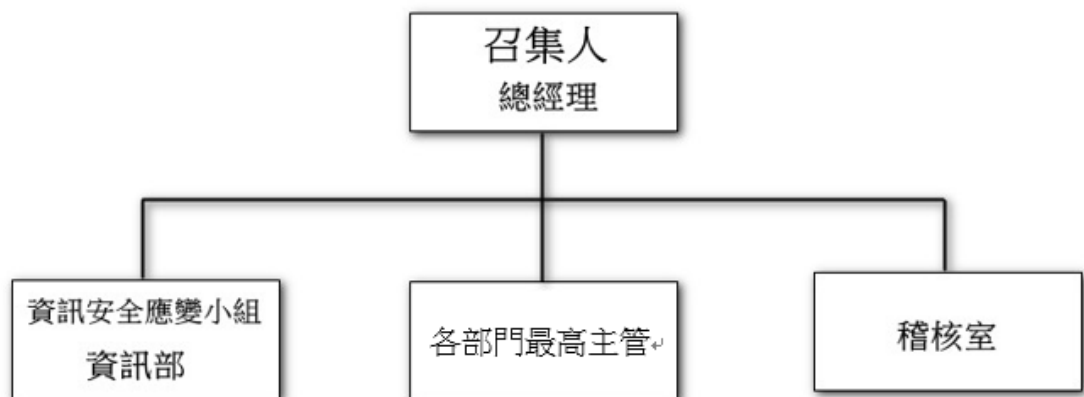 召集人
總經理
資訊安全應變小組
資訊部
各部門最高主管
稽核室